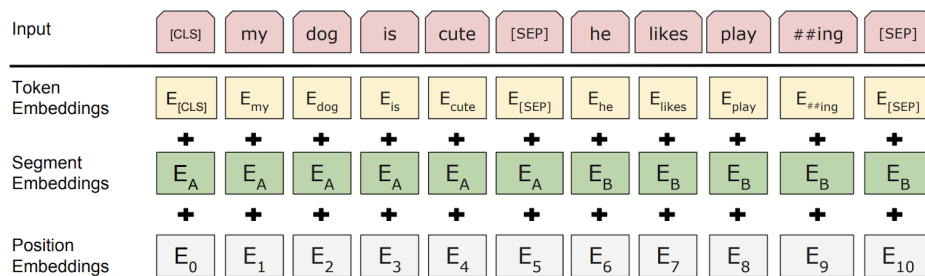 Input [CLS] my dog is cute [SEP] he likes play ##ing [SEP]
Token
Embeddings
E[CLS] Emy Edog Eis Ecute E[SEP] Ehe Elikes Eplay E##ing E[SEP]
+ + + + + + + + + + +
Segment
Embeddings
EA EA EA EA EA EA EB EB EB EB EB
+ + + + + + + + + + +
Position
Embeddings
E0 E1 E2 E3 E4 E5 E6 E7 E8 E9 E10